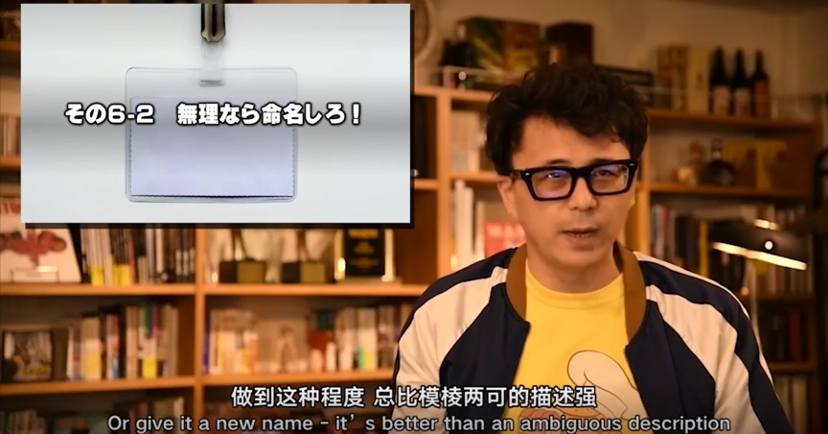 その6-2　無理なら命名しろ！
做到这种程度 总比模棱两可的描述强
Or give it a new name - it's better than an ambiguous description